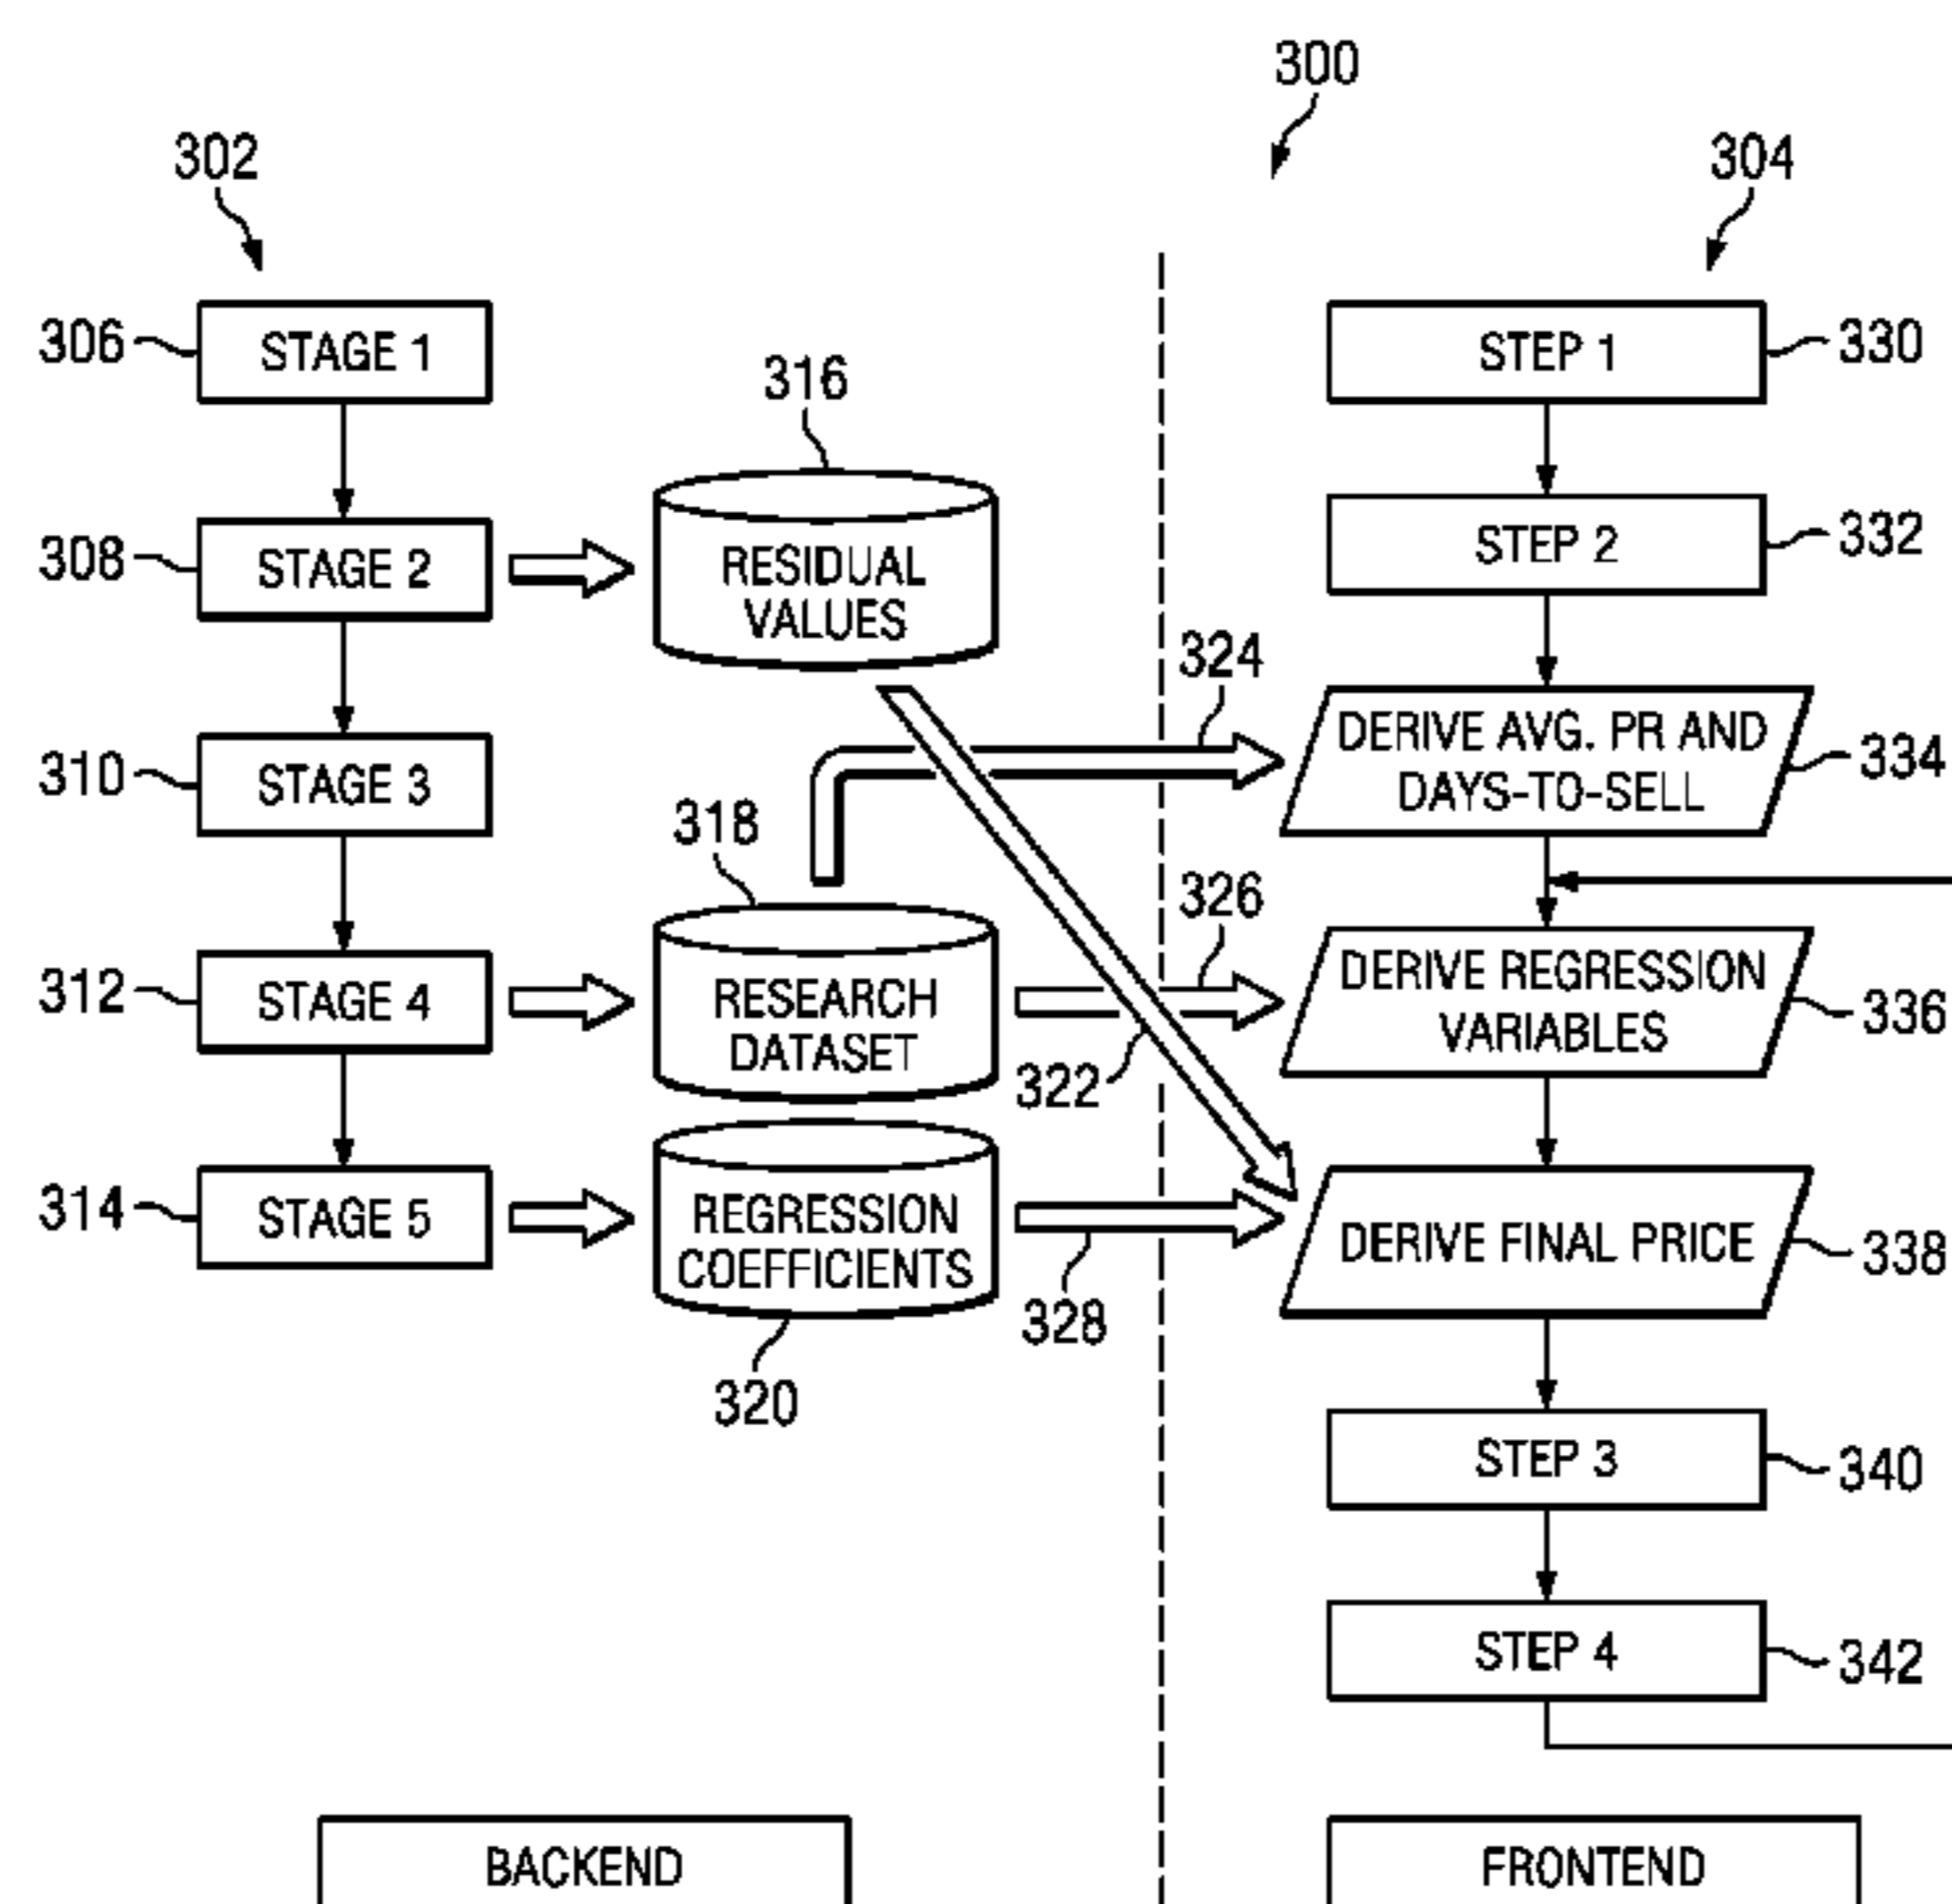 300
302
304
306
STAGE 1
STEP 1
330
316
308
STAGE 2
RESIDUAL
VALUES
STEP 2
332
324
310
STAGE 3
DERIVE AVG. PR AND
DAYS-TO-SELL
334
318
326
312
STAGE 4
RESEARCH
DATASET
322
DERIVE REGRESSION
VARIABLES
336
314
STAGE 5
REGRESSION
COEFFICIENTS
328
DERIVE FINAL PRICE
338
320
STEP 3
340
STEP 4
342
BACKEND
FRONTEND